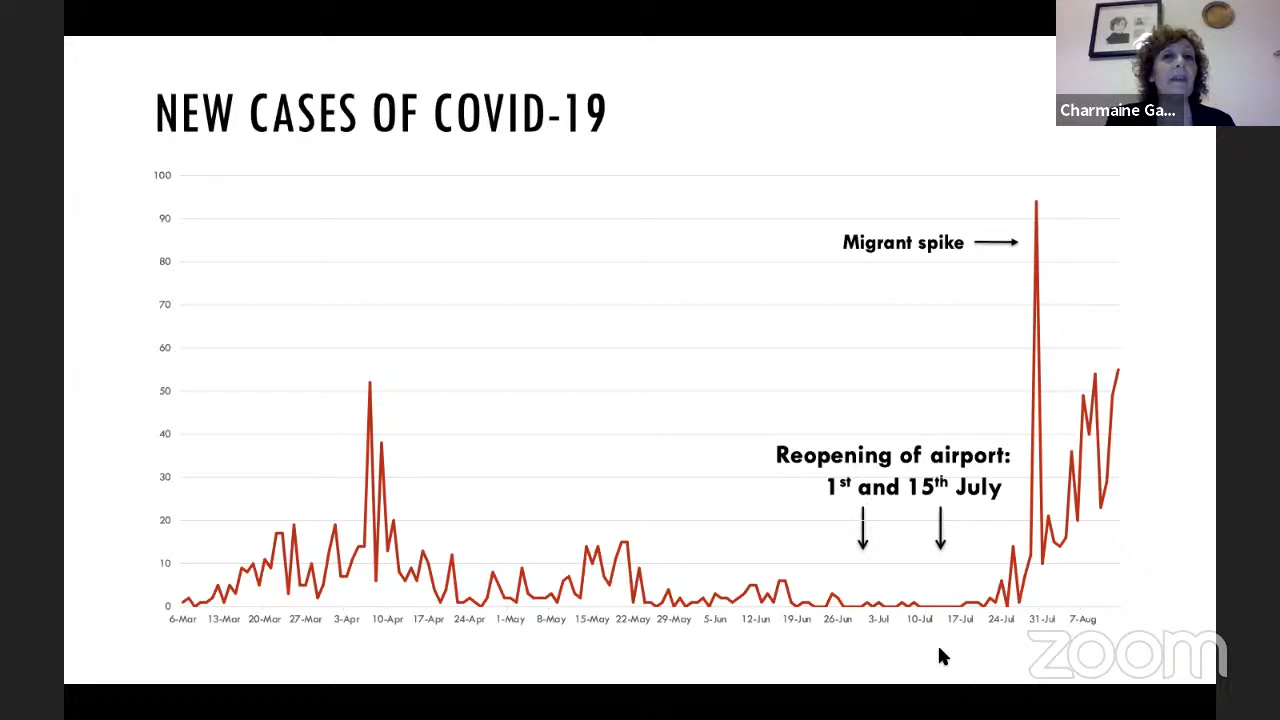 Charmaine Ga...
NEW CASES OF COVID-19
100
90
80
70
60
50
40
30
20
10
0
Migrant spike
Reopening of airport:
1st and 15th July
6-Mar 13-Mar 20-Mar 27-Mar 3-Apr 10-Apr 17-Apr 24-Apr 1-May 8-May 15-May 22-May 29-May 5-Jun 12-Jun 19-Jun 26-Jun 3-Jul 10-Jul 17-Jul 24-Jul 31-Jul 7-Aug
zoom